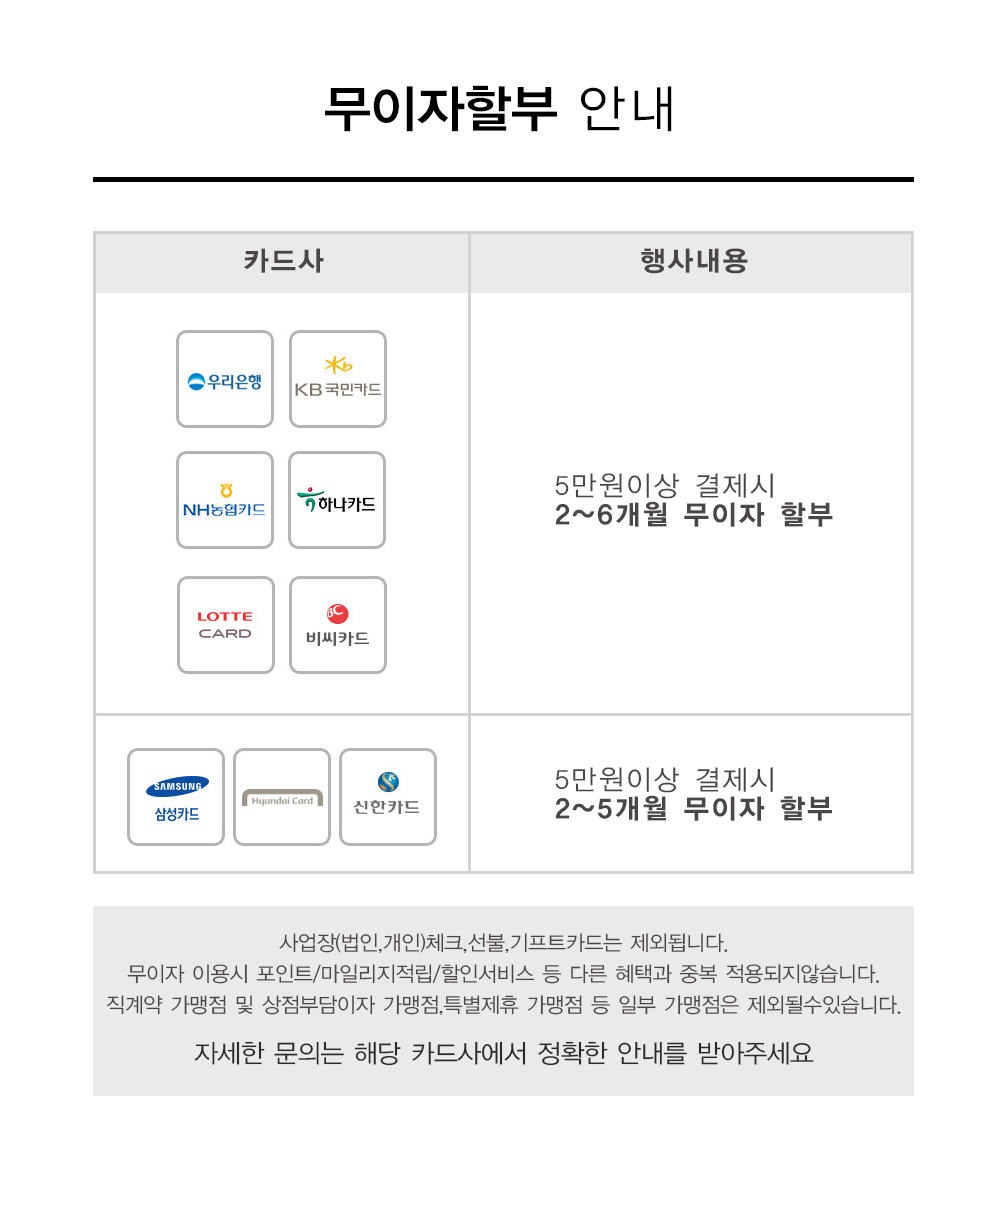 무이자할부 안내
카드사
행사내용
우리은행
KB 국민카드
NH농협카드
하나카드
LOTTE
CARD
BC
비씨카드
5만원이상 결제시
2~6개월 무이자 할부
SAMSUNG
삼성카드
Hyundai Card
신한카드
5만원이상 결제시
2~5개월 무이자 할부
사업장(법인,개인)체크,선불,기프트카드는 제외됩니다.
무이자 이용시 포인트/마일리지적립/할인서비스 등 다른 혜택과 중복 적용되지않습니다.
직계약 가맹점 및 상점부담이자 가맹점,특별제휴 가맹점 등 일부 가맹점은 제외될수있습니다.
자세한 문의는 해당 카드사에서 정확한 안내를 받아주세요